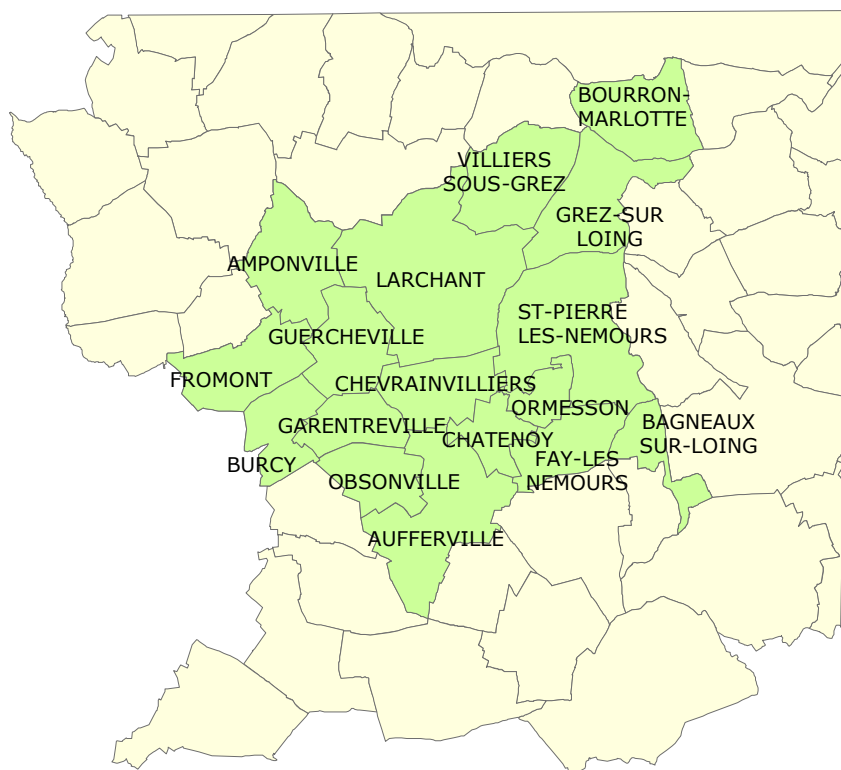 BOURRON-
MARLOTTE
VILLIERS
SOUS-GREZ
GREZ-SUR
LOING
AMPONVILLE
LARCHANT
ST-PIERRE
LES-NEMOURS
GUERCHEVILLE
FROMONT
CHEVRAINVILLIERS
ORMESSON
BAGNEAUX
SUR-LOING
GARENTREVILLE
CHATENOY
BURCY
FAY-LES
NEMOURS
OBSONVILLE
AUFFERVILLE